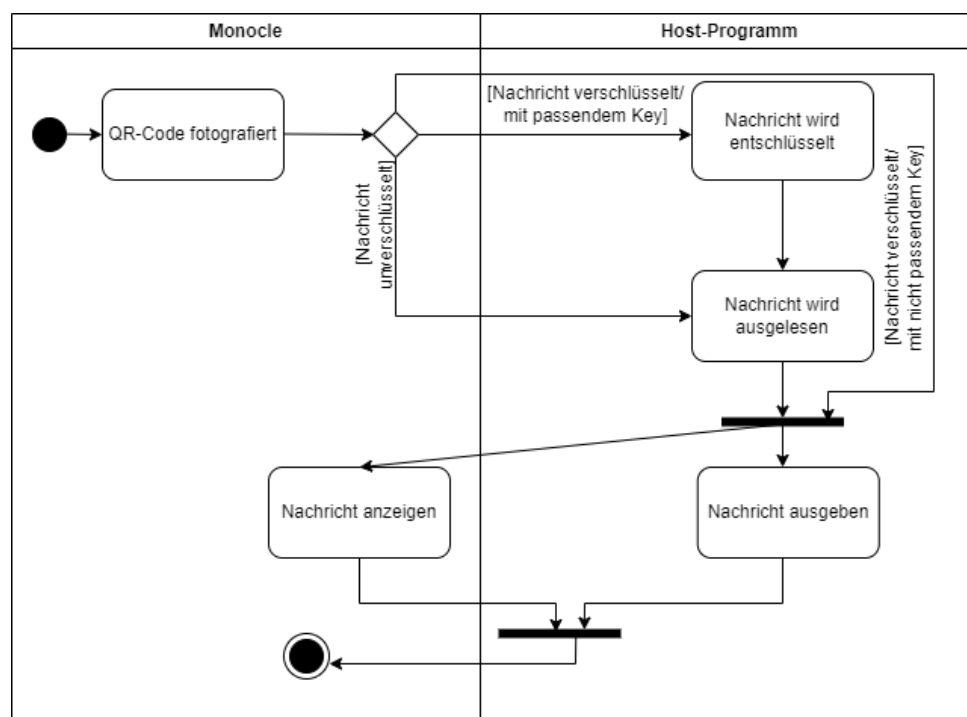 Monocle
Host-Programm
QR-Code fotografiert
[Nachricht verschlüsselt/
mit passendem Key]
Nachricht wird
entschlüsselt
[Nachricht
unverschlüsselt]
[Nachricht verschlüsselt/
mit nicht passendem Key]
Nachricht wird
ausgelesen
Nachricht anzeigen
Nachricht ausgeben